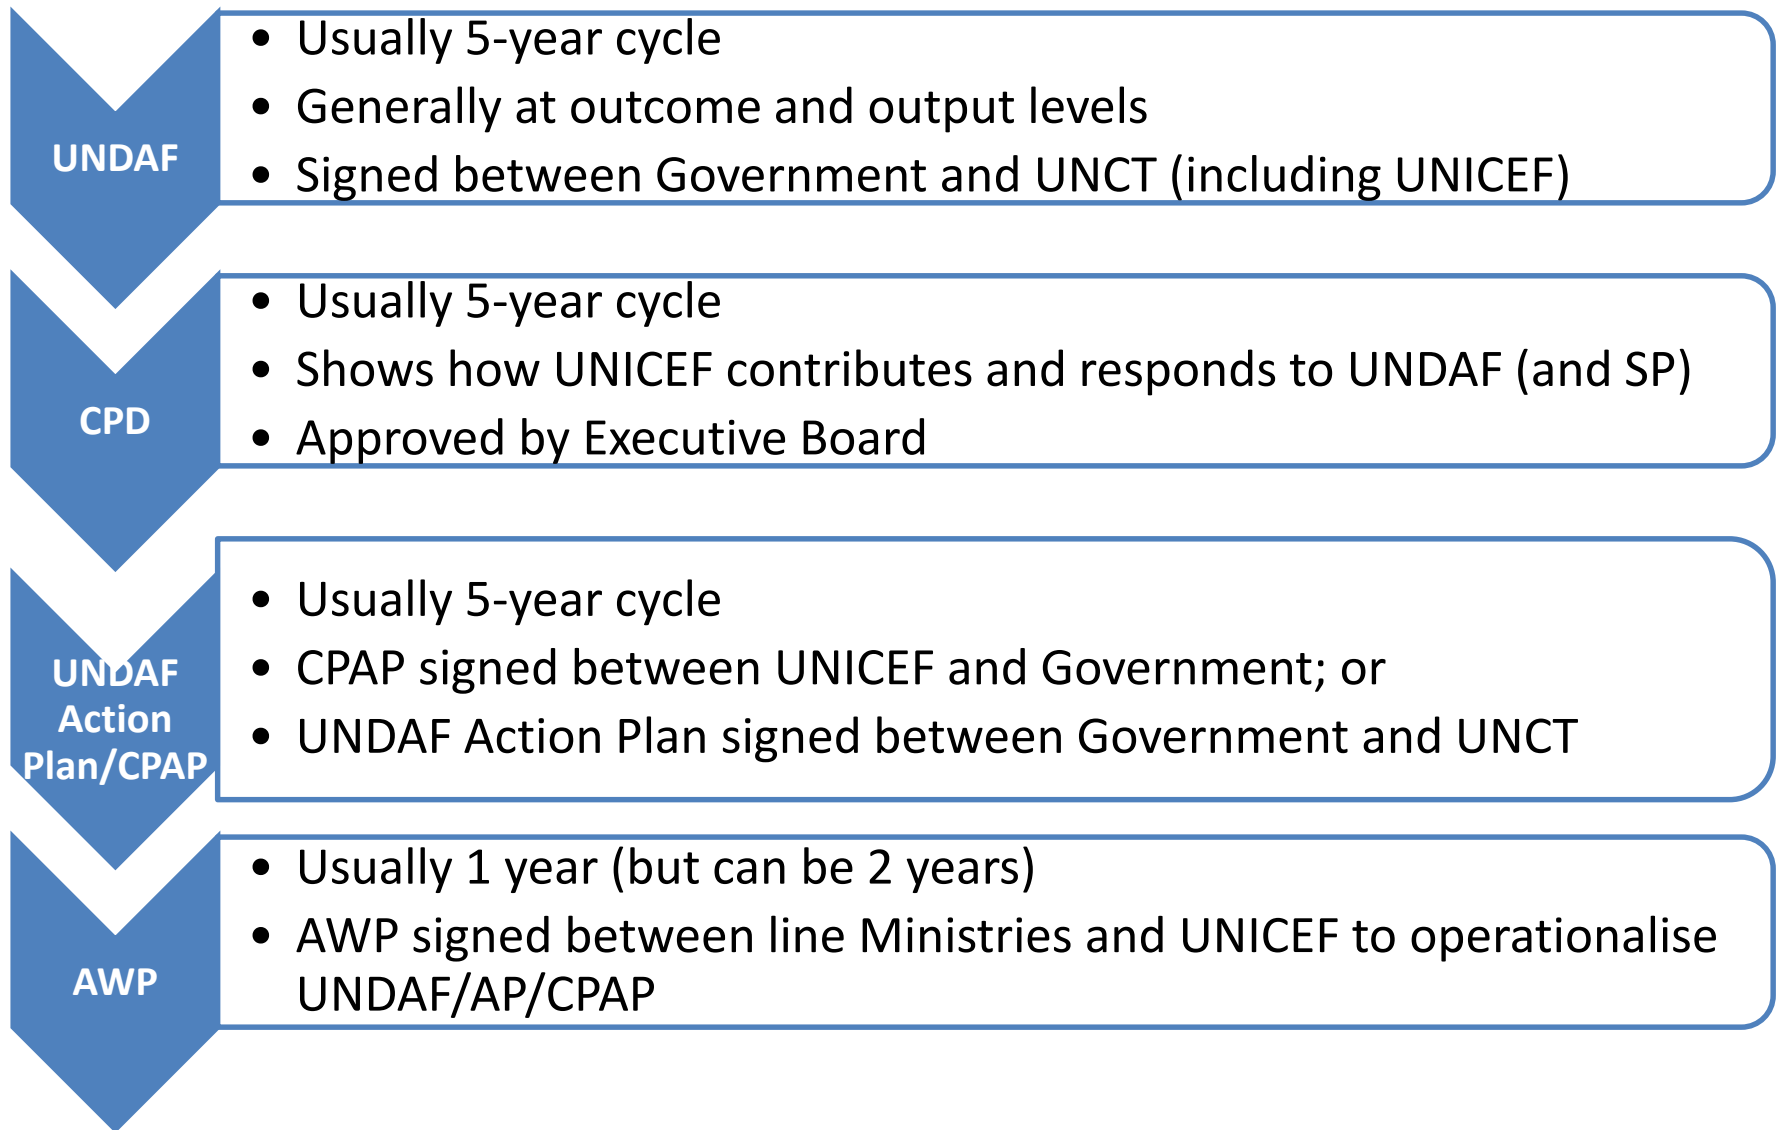 UNDAF
• Usually 5-year cycle
• Generally at outcome and output levels
• Signed between Government and UNCT (including UNICEF)
CPD
• Usually 5-year cycle
• Shows how UNICEF contributes and responds to UNDAF (and SP)
• Approved by Executive Board
UNDAF
Action
Plan/CPAP
• Usually 5-year cycle
• CPAP signed between UNICEF and Government; or
• UNDAF Action Plan signed between Government and UNCT
AWP
• Usually 1 year (but can be 2 years)
• AWP signed between line Ministries and UNICEF to operationalise
UNDAF/AP/CPAP